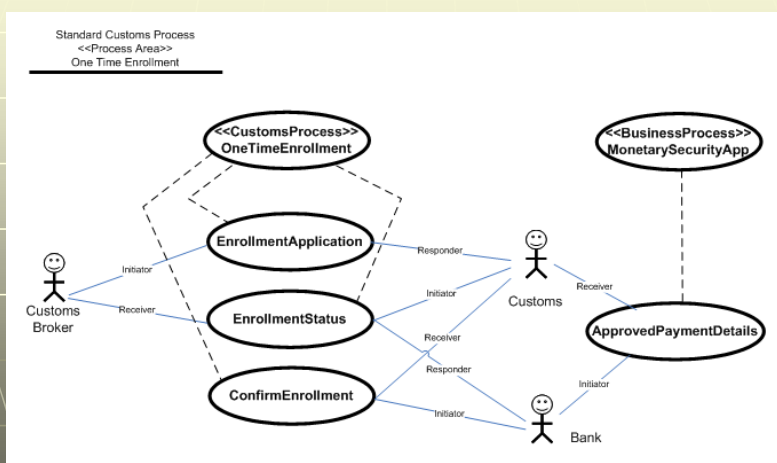 Standard Customs Process
<<Process Area>>
One Time Enrollment
<<CustomsProcess>>
OneTimeEnrollment
<<BusinessProcess>>
MonetarySecurityApp
EnrollmentApplication
Responder
Initiator
Customs
Broker
Receiver
EnrollmentStatus
Initiator
Customs
Receiver
ApprovedPaymentDetails
Receiver
Responder
ConfirmEnrollment
Initiator
Initiator
Bank